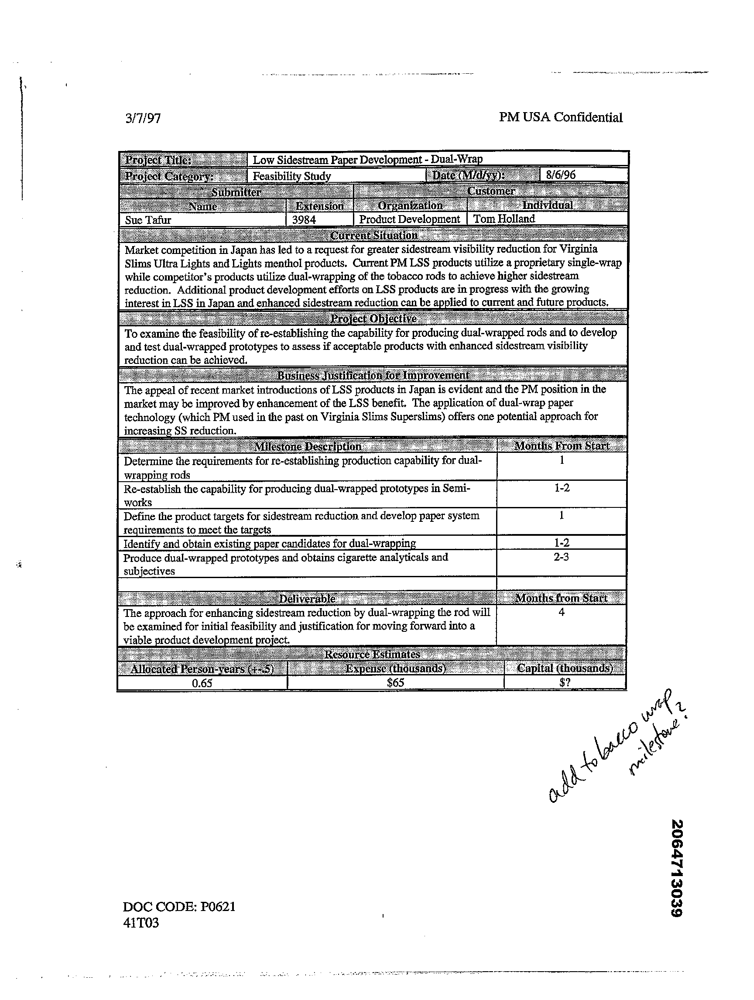 3/7/97 PM USA Confidential
Project Title: Low Sidestream Paper Development - Dual-Wrap
Project Category: Feasibility Study Date (M/d/yy): 8/6/96
Submitter Customer
Name Extension Organization Individual
Sue Tafur 3984 Product Development Tom Holland
Current Situation
Market competition in Japan has led to a request for greater sidestream visibility reduction for Virginia
Slims Ultra Lights and Lights menthol products. Current PM LSS products utilize a proprietary single-wrap
while competitor's products utilize dual-wrapping of the tobacco rods to achieve higher sidestream
reduction. Additional product development efforts on LSS products are in progress with the growing
interest in LSS in Japan and enhanced sidestream reduction can be applied to current and future products.
Project Objective
To examine the feasibility of re-establishing the capability for producing dual-wrapped rods and to develop
and test dual-wrapped prototypes to assess if acceptable products with enhanced sidestream visibility
reduction can be achieved.
Business Justification for Improvement
The appeal of recent market introductions of LSS products in Japan is evident and the PM position in the
market may be improved by enhancement of the LSS benefit. The application of dual-wrap paper
technology (which PM used in the past on Virginia Slims Superslims) offers one potential approach for
increasing SS reduction.
Milestone Description Months From Start
Determine the requirements for re-establishing production capability for dual- 1
wrapping rods
Re-establish the capability for producing dual-wrapped prototypes in Semi- 1-2
works
Define the product targets for sidestream reduction and develop paper system 1
requirements to meet the targets
Identify and obtain existing paper candidates for dual-wrapping 1-2
Produce dual-wrapped prototypes and obtains cigarette analyticals and 2-3
subjectives
Deliverable Months from Start
The approach for enhancing sidestream reduction by dual-wrapping the rod will 4
be examined for initial feasibility and justification for moving forward into a
viable product development project.
Resource Estimates
Allocated Person-years (+-.5) Expense (thousands) Capital (thousands)
0.65 $65 $?
add tobacco wrap
milestone?
2064713039
DOC CODE: P0621
41T03